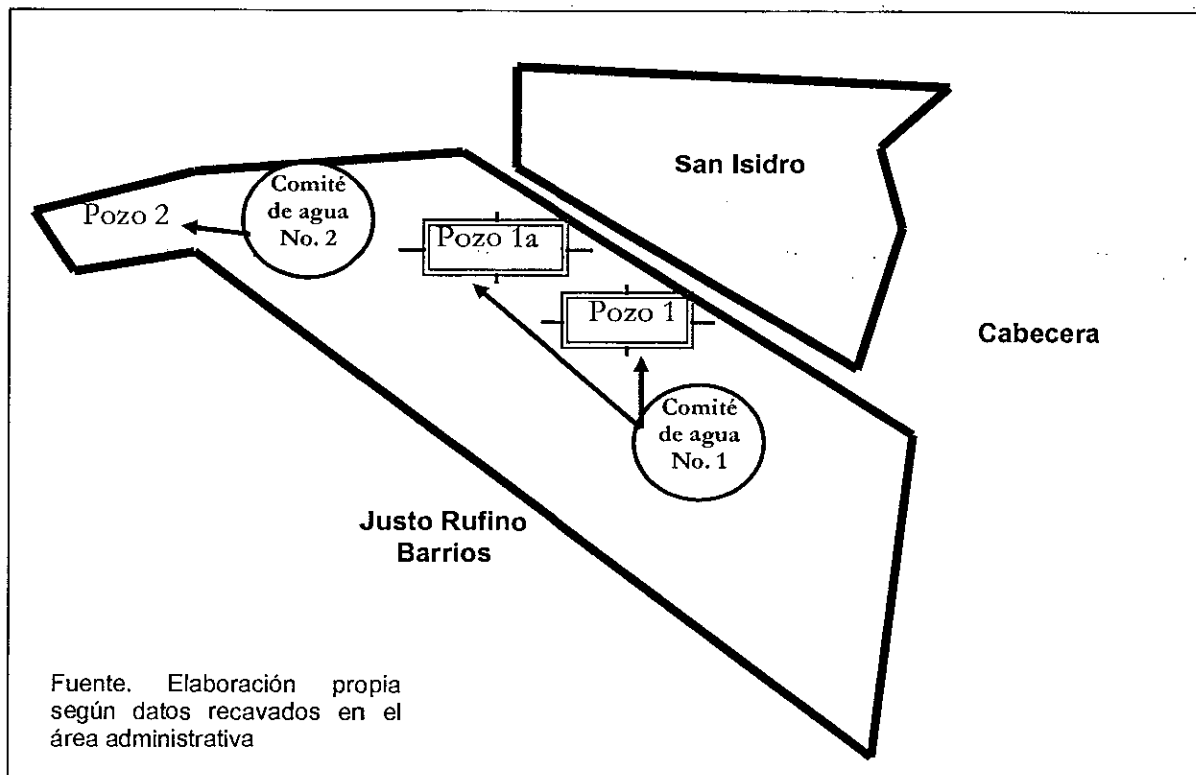 San Isidro
Comité
de agua
No. 2
Pozo 2
Pozo 1a
Pozo 1
Cabecera
Comité
de agua
No. 1
Justo Rufino
Barrios
Fuente. Elaboración propia
según datos recavados en el
área administrativa